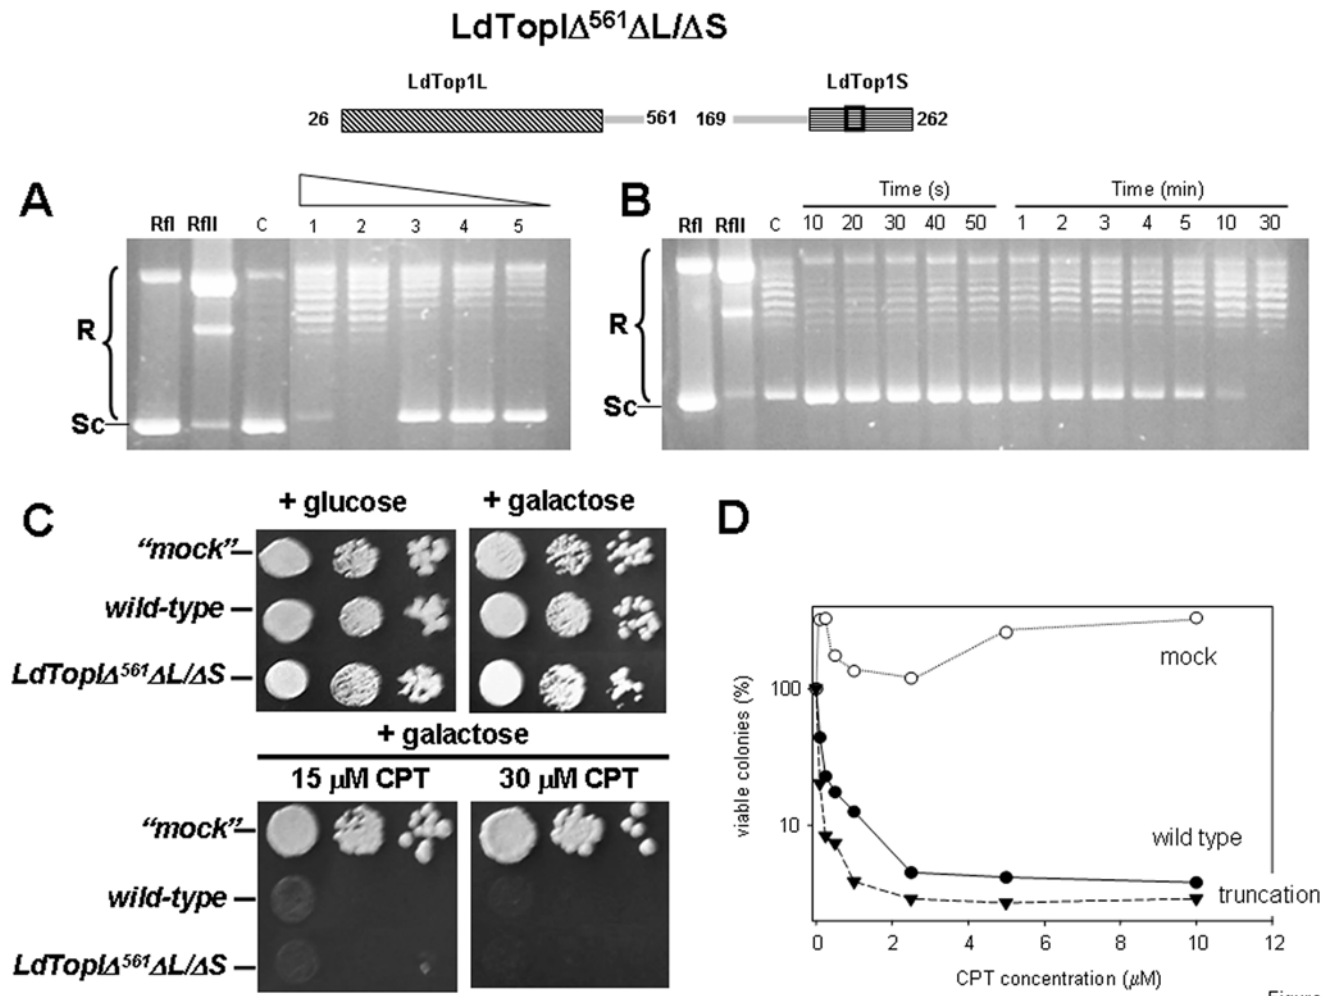 LdTopIΔ⁵⁶¹ΔL/ΔS
LdTop1L LdTop1S
26 561 169 262
A
RfI RfII C 1 2 3 4 5
R
Sc
B
Time (s) Time (min)
RfI RfII C 10 20 30 40 50 1 2 3 4 5 10 30
R
Sc
C
+ glucose + galactose
“mock”
wild-type
LdTopIΔ⁵⁶¹ΔL/ΔS
+ galactose
15 μM CPT 30 μM CPT
“mock”
wild-type
LdTopIΔ⁵⁶¹ΔL/ΔS
D
viable colonies (%)
100
10
mock
wild type
truncation
0 2 4 6 8 10 12
CPT concentration (μM)